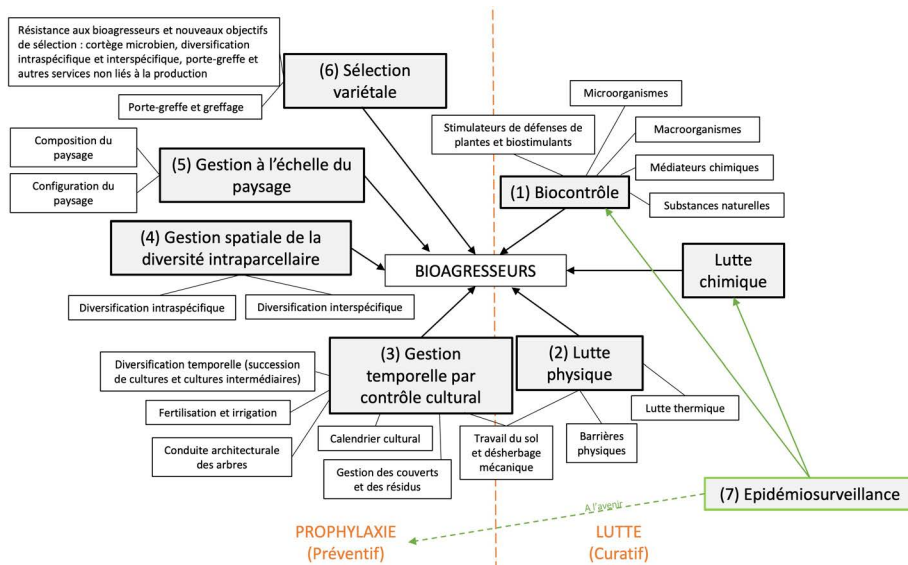 Résistance aux bioagresseurs et nouveaux objectifs
de sélection : cortège microbien, diversification
intraspécifique et interspécifique, porte-greffe et
autres services non liés à la production
(6) Sélection
variétale
Porte-greffe et greffage
Microorganismes
Stimulateurs de défenses de
plantes et biostimulants
Macroorganismes
Composition du
paysage
(5) Gestion à l'échelle du
paysage
Médiateurs chimiques
Configuration du
paysage
(1) Biocontrôle
Substances naturelles
(4) Gestion spatiale de la
diversité intraparcellaire
BIOAGRESSEURS
Lutte
chimique
Diversification intraspécifique
Diversification interspécifique
(3) Gestion
temporelle par
contrôle cultural
(2) Lutte
physique
Diversification temporelle (succession
de cultures et cultures intermédiaires)
Fertilisation et irrigation
Lutte thermique
Conduite architecturale
des arbres
Calendrier cultural
Travail du sol
et désherbage
mécanique
Barrières
physiques
Gestion des couverts
et des résidus
(7) Epidémiosurveillance
A l'avenir
PROPHYLAXIE
(Préventif)
LUTTE
(Curatif)